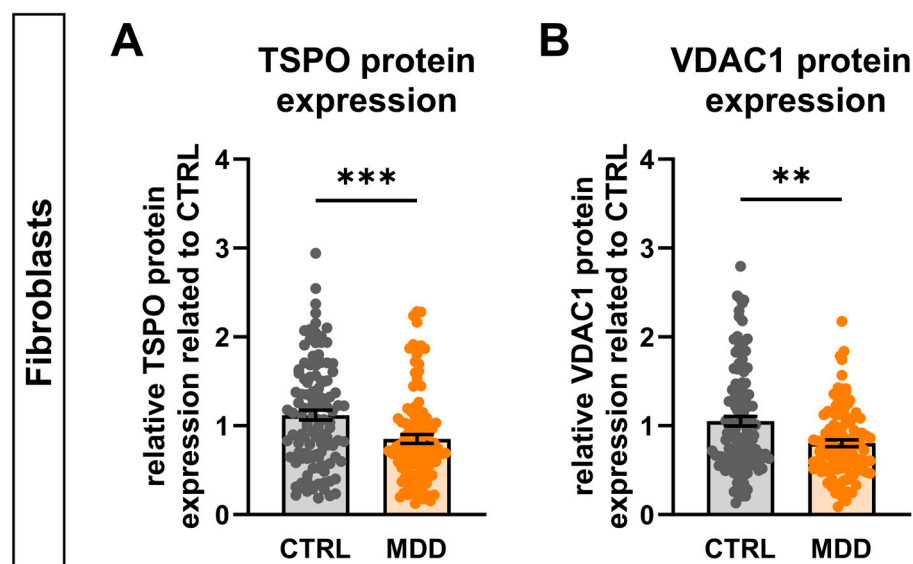 Fibroblasts
A
TSPO protein
expression
relative TSPO protein
expression related to CTRL
4
3
2
1
0
***
CTRL
MDD
B
VDAC1 protein
expression
relative VDAC1 protein
expression related to CTRL
4
3
2
1
0
**
CTRL
MDD